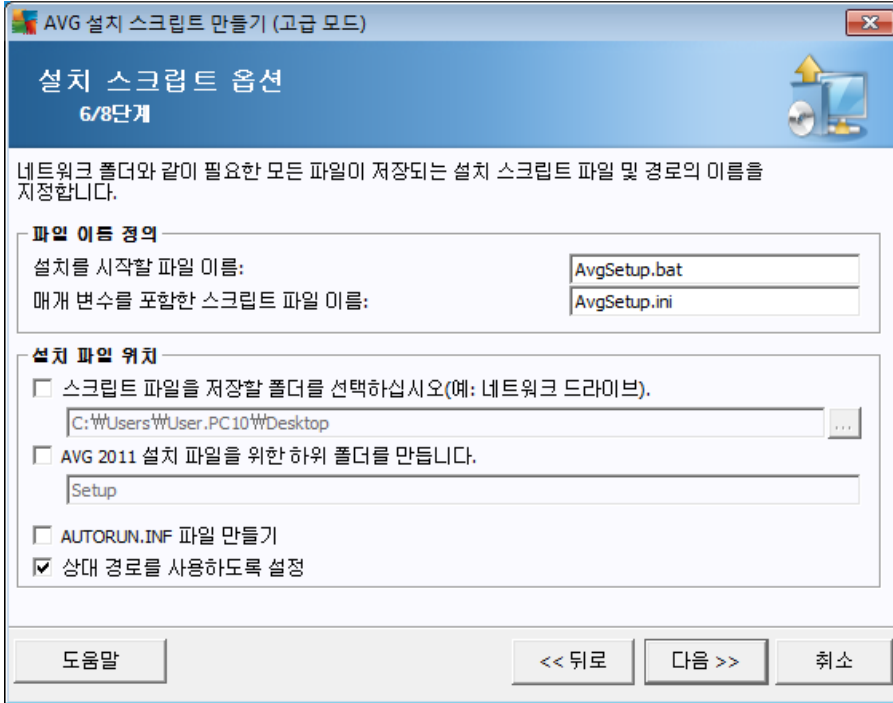 AVG 설치 스크립트 만들기 (고급 모드)
설치 스크립트 옵션
6/8단계
네트워크 폴더와 같이 필요한 모든 파일이 저장되는 설치 스크립트 파일 및 경로의 이름을
지정합니다.
파일 이름 정의
설치를 시작할 파일 이름:
AvgSetup.bat
매개 변수를 포함한 스크립트 파일 이름:
AvgSetup.ini
설치 파일 위치
스크립트 파일을 저장할 폴더를 선택하십시오(예: 네트워크 드라이브).
C:₩Users₩User.PC10₩Desktop
...
AVG 2011 설치 파일을 위한 하위 폴더를 만듭니다.
Setup
AUTORUN.INF 파일 만들기
상대 경로를 사용하도록 설정
도움말
<< 뒤로
다음 >>
취소